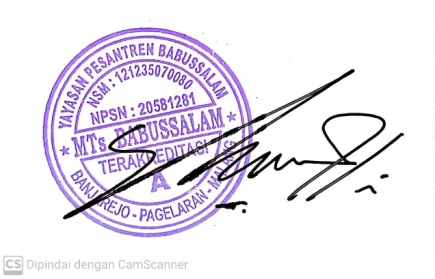 YAYASAN PESANTREN BABUSSALAM
NSM : 121235070080
NPSN : 20581281
★ MTs. BABUSSALAM ★
TERAKREDITASI
A
BANJAREJO - PAGELARAN - MALANG
CS Dipindai dengan CamScanner